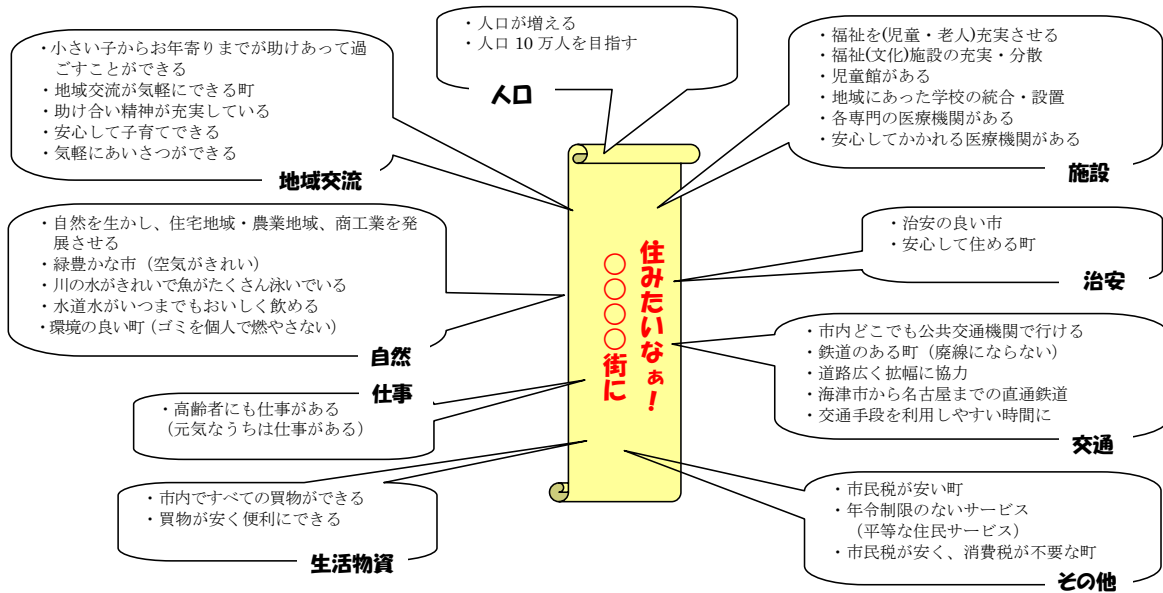 ・人口が増える
・人口 10 万人を目指す
人口
・小さい子からお年寄りまでが助けあって過
ごすことができる
・地域交流が気軽にできる町
・助け合い精神が充実している
・安心して子育てできる
・気軽にあいさつができる
地域交流
・福祉を(児童・老人)充実させる
・福祉(文化)施設の充実・分散
・児童館がある
・地域にあった学校の統合・設置
・各専門の医療機関がある
・安心してかかれる医療機関がある
施設
・自然を生かし、住宅地域・農業地域、商工業を発
展させる
・緑豊かな市（空気がきれい）
・川の水がきれいで魚がたくさん泳いでいる
・水道水がいつまでもおいしく飲める
・環境の良い町（ゴミを個人で燃やさない）
自然
住みたいなぁ！
○○○○街に
・治安の良い市
・安心して住める町
治安
・市内どこでも公共交通機関で行ける
・鉄道のある町（廃線にならない）
・道路広く拡幅に協力
・海津市から名古屋までの直通鉄道
・交通手段を利用しやすい時間に
交通
仕事
・高齢者にも仕事がある
（元気なうちは仕事がある）
・市内ですべての買物ができる
・買物が安く便利にできる
生活物資
・市民税が安い町
・年令制限のないサービス
（平等な住民サービス）
・市民税が安く、消費税が不要な町
その他